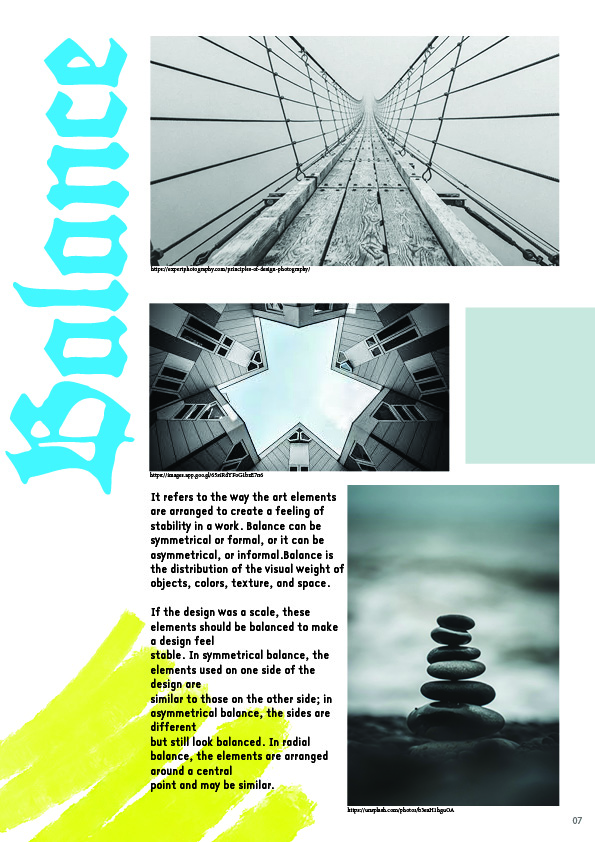 Balance
https://expertphotography.com/principles-of-design-photography/
It refers to the way the art elements
are arranged to create a feeling of
stability in a work. Balance can be
symmetrical or formal, or it can be
asymmetrical, or informal.Balance is
the distribution of the visual weight of
objects, colors, texture, and space.
If the design was a scale, these
elements should be balanced to make
a design feel
stable. In symmetrical balance, the
elements used on one side of the
design are
similar to those on the other side; in
asymmetrical balance, the sides are
different
but still look balanced. In radial
balance, the elements are arranged
around a central
point and may be similar.
07